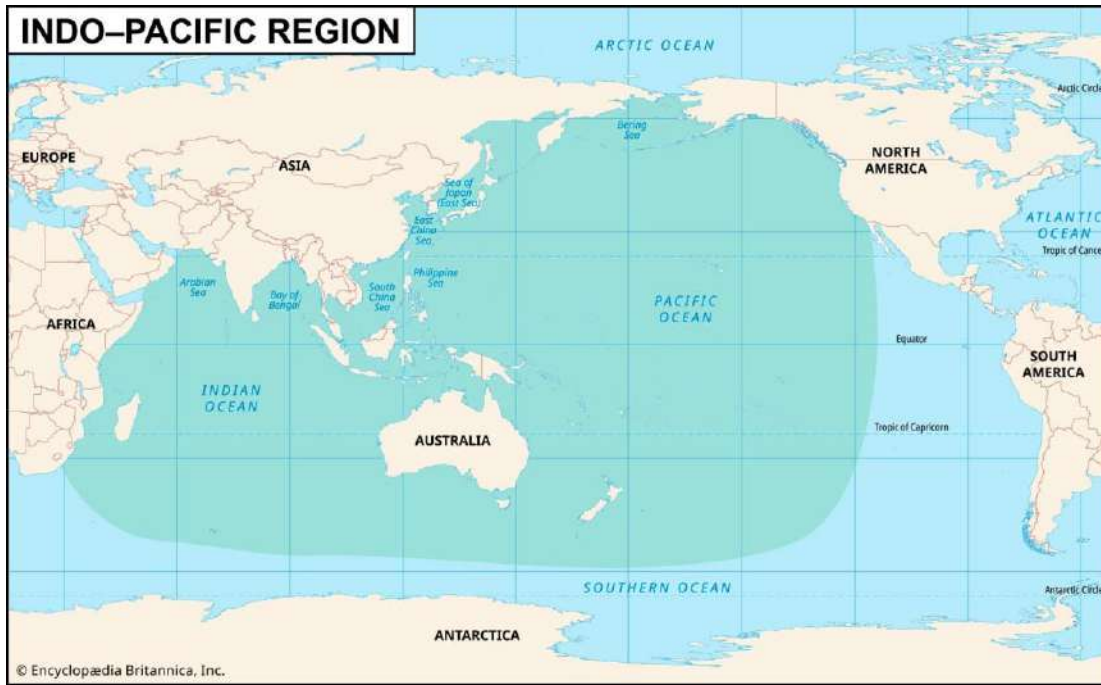 INDO–PACIFIC REGION
ARCTIC OCEAN
Arctic Circle
Bering
Sea
EUROPE
ASIA
NORTH
AMERICA
Sea of
Japan
(East Sea)
East
China
Sea
ATLANTIC
OCEAN
Tropic of Cancer
Arabian
Sea
Bay of
Bengal
South
China
Sea
Philippine
Sea
PACIFIC
OCEAN
AFRICA
Equator
SOUTH
AMERICA
INDIAN
OCEAN
AUSTRALIA
Tropic of Capricorn
SOUTHERN OCEAN
Antarctic Circle
ANTARCTICA
© Encyclopædia Britannica, Inc.